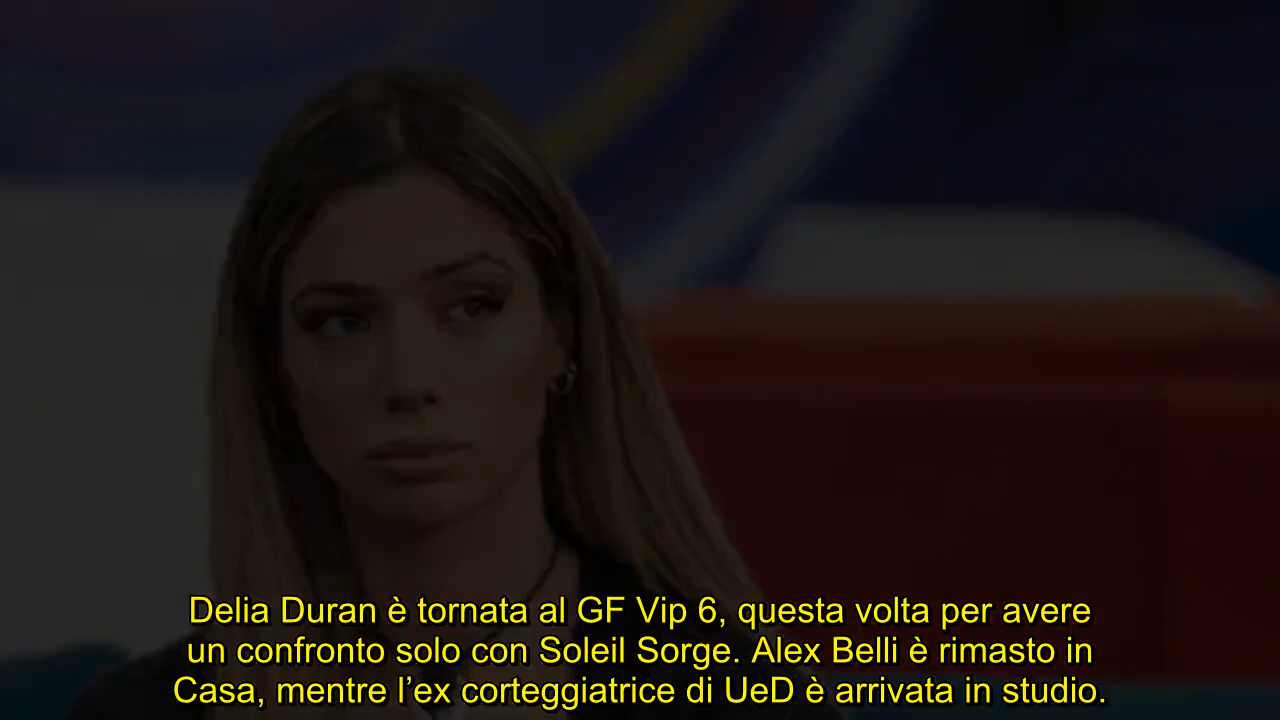 Delia Duran è tornata al GF Vip 6, questa volta per avere
un confronto solo con Soleil Sorge. Alex Belli è rimasto in
Casa, mentre l’ex corteggiatrice di UeD è arrivata in studio.